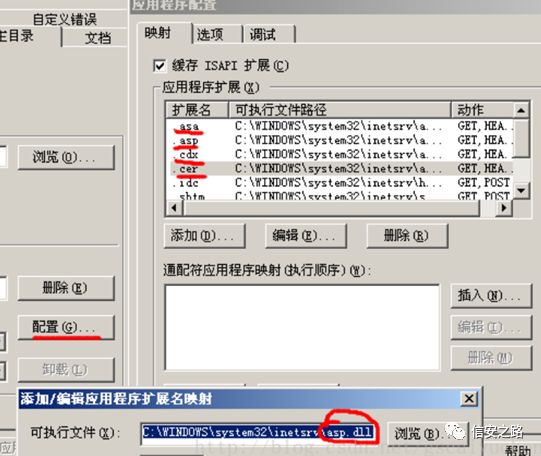 应用程序配置
自定义错误
主目录
文档
映射
选项
调试
缓存 ISAPI 扩展(C)
应用程序扩展(X)
扩展名 可执行文件路径 动作
.asa C:\WINDOWS\system32\inetsrv\a... GET,HEA...
.asp C:\WINDOWS\system32\inetsrv\a... GET,HEA...
.cdx C:\WINDOWS\system32\inetsrv\a... GET,HEA...
.cer C:\WINDOWS\system32\inetsrv\a... GET,HEA...
.idc C:\WINDOWS\system32\inetsrv\h... GET,POST
.shtm C:\WINDOWS\system32\inetsrv\s... GET,POST
浏览(O)...
添加(D)...
编辑(E)...
删除(R)
通配符应用程序映射(执行顺序)(W):
删除(E)
配置(G)...
卸载(L)
插入(N)...
编辑(I)...
删除(M)
添加/编辑应用程序扩展名映射
可执行文件(X):
C:\WINDOWS\system32\inetsrv\asp.dll
浏览(B)...
信安之路
帮助